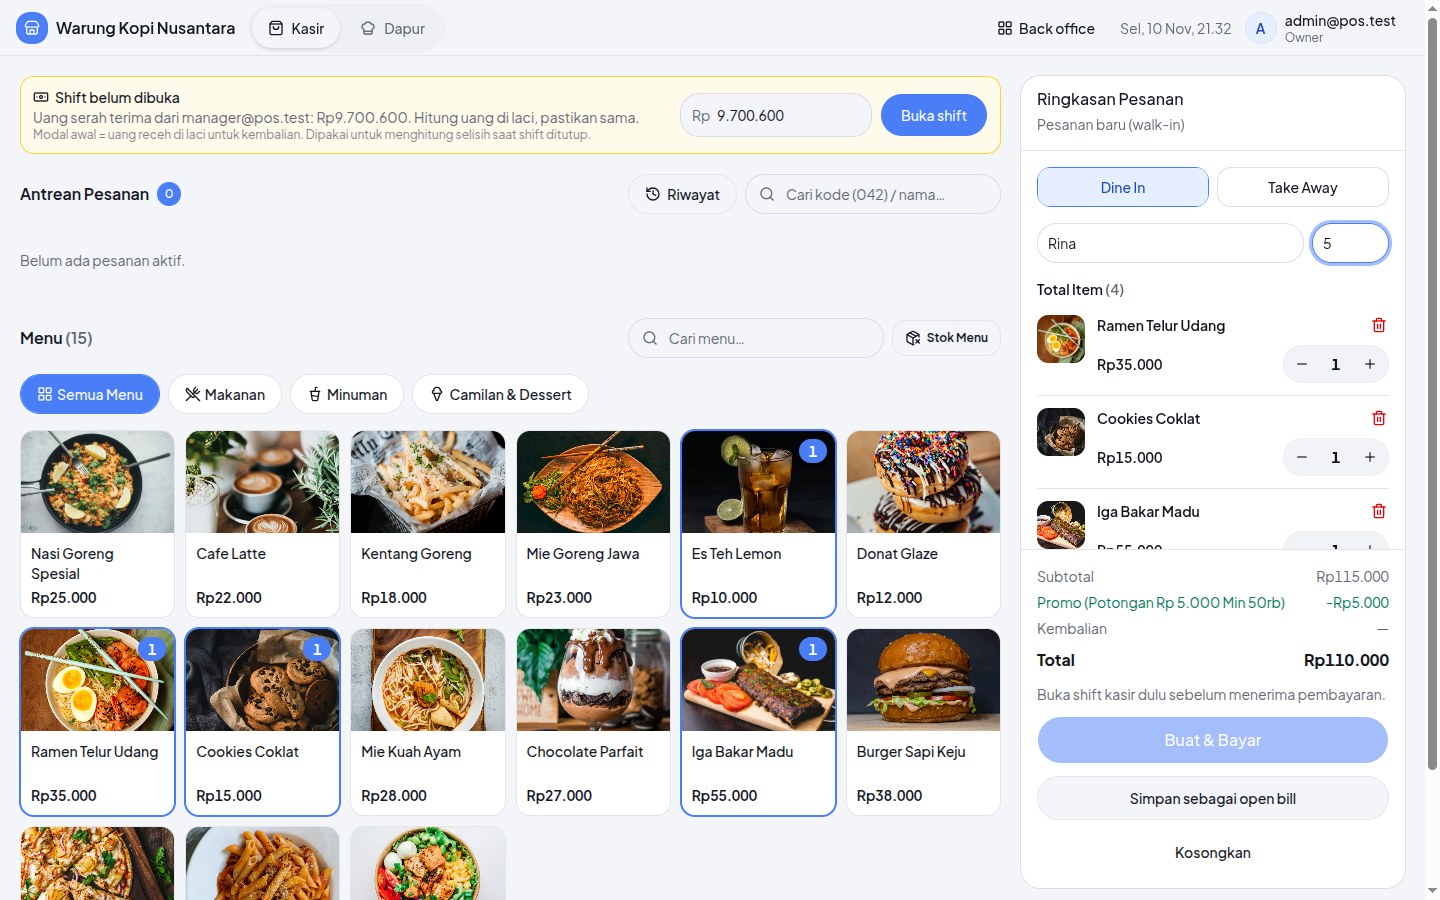 Warung Kopi Nusantara
Kasir
Dapur
Back office
Sel, 10 Nov, 21.32
A
admin@pos.test
Owner
Shift belum dibuka
Uang serah terima dari manager@pos.test: Rp9.700.600. Hitung uang di laci, pastikan sama.
Modal awal = uang receh di laci untuk kembalian. Dipakai untuk menghitung selisih saat shift ditutup.
Rp 9.700.600
Buka shift
Antrean Pesanan 0
Riwayat
Cari kode (042) / nama...
Belum ada pesanan aktif.
Menu (15)
Cari menu...
Stok Menu
Semua Menu
Makanan
Minuman
Camilan & Dessert
Nasi Goreng
Spesial
Rp25.000
Cafe Latte
Rp22.000
Kentang Goreng
Rp18.000
Mie Goreng Jawa
Rp23.000
1
Es Teh Lemon
Rp10.000
Donat Glaze
Rp12.000
1
Ramen Telur Udang
Rp35.000
1
Cookies Coklat
Rp15.000
Mie Kuah Ayam
Rp28.000
Chocolate Parfait
Rp27.000
1
Iga Bakar Madu
Rp55.000
Burger Sapi Keju
Rp38.000
Ringkasan Pesanan
Pesanan baru (walk-in)
Dine In
Take Away
Rina
5
Total Item (4)
Ramen Telur Udang
Rp35.000
− 1 +
Cookies Coklat
Rp15.000
− 1 +
Iga Bakar Madu
Rp55.000
1
Subtotal Rp115.000
Promo (Potongan Rp 5.000 Min 50rb) -Rp5.000
Kembalian —
Total Rp110.000
Buka shift kasir dulu sebelum menerima pembayaran.
Buat & Bayar
Simpan sebagai open bill
Kosongkan